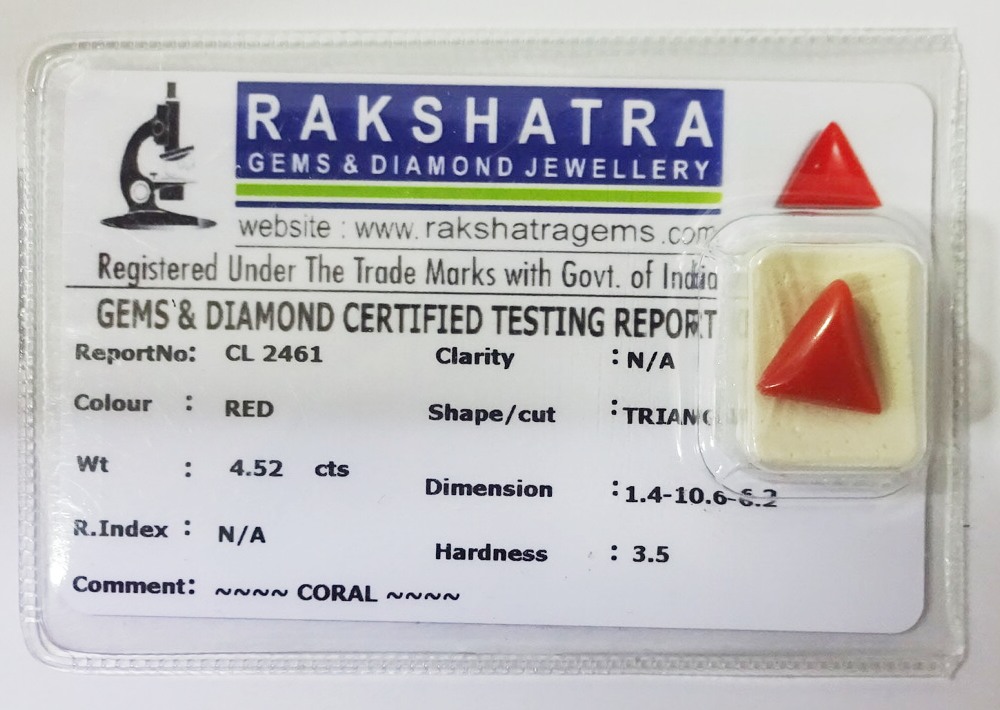 RAKSHATRA
GEMS & DIAMOND JEWELLERY
website : www.rakshatragems.com
Registered Under The Trade Marks with Govt. of India
GEMS & DIAMOND CERTIFIED TESTING REPORT
ReportNo: CL 2461 Clarity : N/A
Colour : RED Shape/cut :
Wt : 4.52 cts Dimension : 1.4-10.6-6.2
R.Index : N/A Hardness : 3.5
Comment: ~~~~ CORAL ~~~~